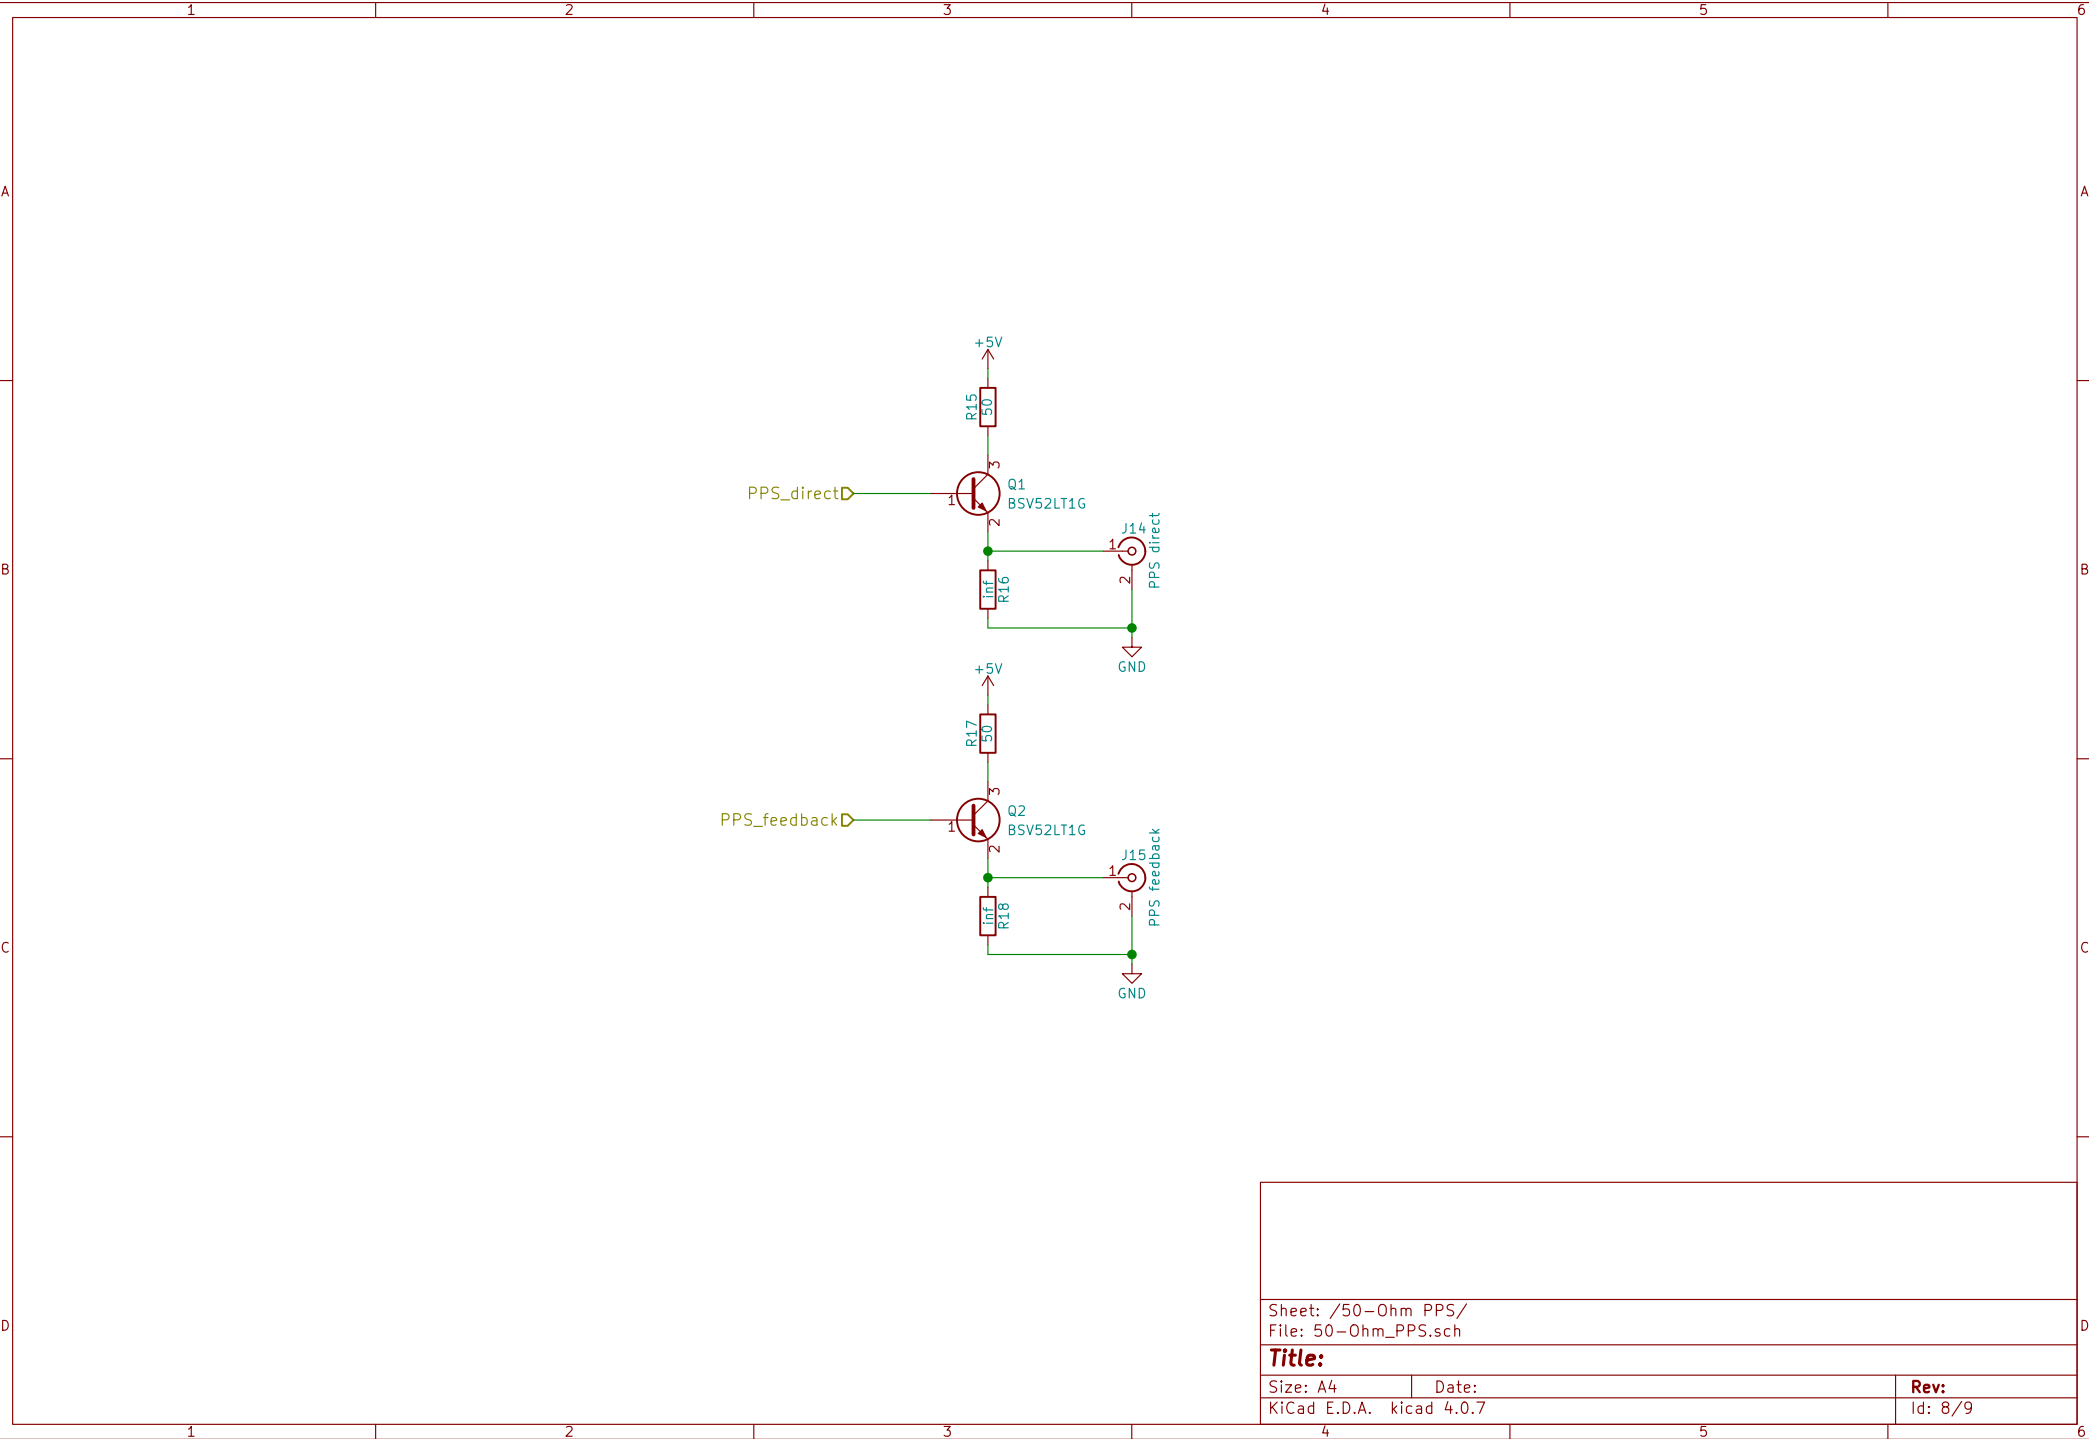 1 2 3 4 5 6
A A
+5V
R15 50
3
Q1
PPS_direct 1
BSV52LT1G
2
J14
1
PPS direct
2
inf R16
GND
B B
+5V
R17 50
3
Q2
PPS_feedback 1
BSV52LT1G
2
J15
1
PPS feedback
2
inf R18
GND
C C
Sheet: /50-Ohm PPS/
File: 50-Ohm_PPS.sch
D D
Title:
Size: A4 Date: Rev:
KiCad E.D.A. kicad 4.0.7 Id: 8/9
1 2 3 4 5 6